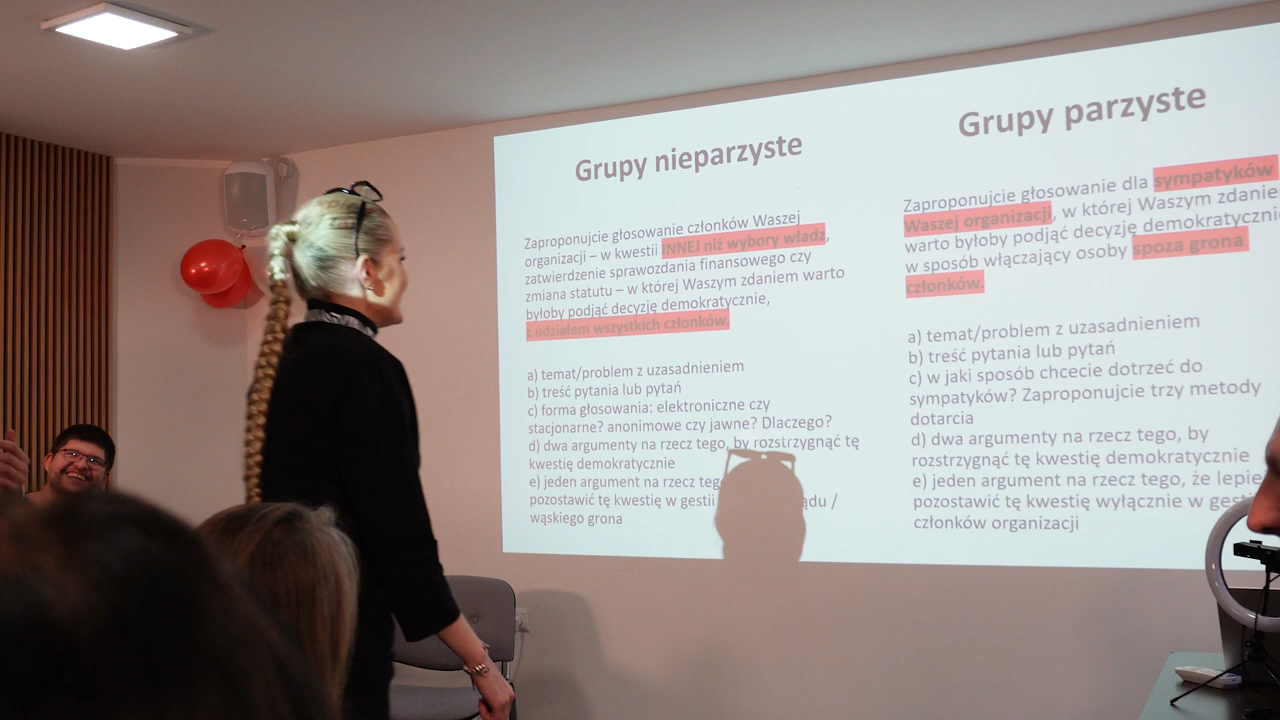 Grupy nieparzyste
Zaproponujcie głosowanie członków Waszej
organizacji – w kwestii INNEJ niż wybory władz,
zatwierdzenie sprawozdania finansowego czy
zmiana statutu – w której Waszym zdaniem warto
byłoby podjąć decyzję demokratycznie,
z udziałem wszystkich członków.
a) temat/problem z uzasadnieniem
b) treść pytania lub pytań
c) forma głosowania: elektroniczne czy
stacjonarne? anonimowe czy jawne? Dlaczego?
d) dwa argumenty na rzecz tego, by rozstrzygnąć tę
kwestię demokratycznie
e) jeden argument na rzecz
pozostawić tę kwestię w gestii /
wąskiego grona
Grupy parzyste
Zaproponujcie głosowanie dla sympatyków
Waszej organizacji, w której Waszym zdanie
warto byłoby podjąć decyzję demokratyczni
w sposób włączający osoby spoza grona
członków.
a) temat/problem z uzasadnieniem
b) treść pytania lub pytań
c) w jaki sposób chcecie dotrzeć do
sympatyków? Zaproponujcie trzy metody
dotarcia
d) dwa argumenty na rzecz tego, by
rozstrzygnąć tę kwestię demokratycznie
e) jeden argument na rzecz tego, że lepie
pozostawić tę kwestię wyłącznie w gest
członków organizacji